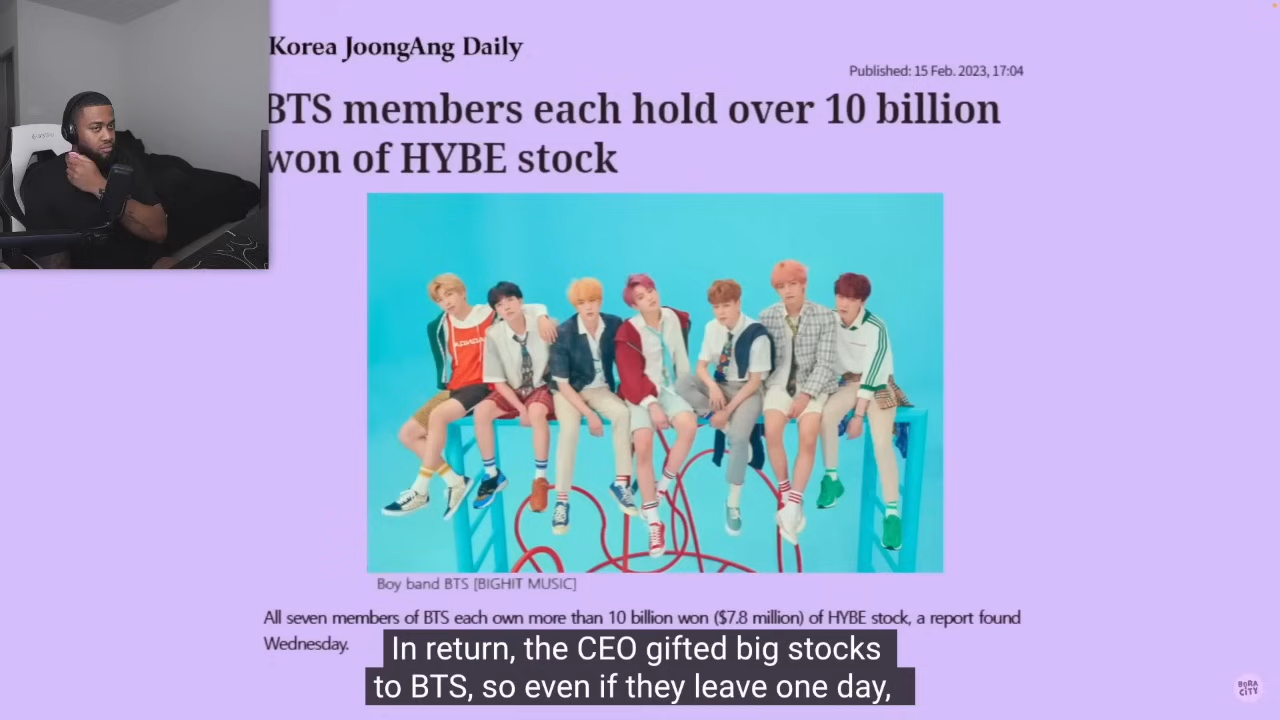 Korea JoongAng Daily
Published: 15 Feb. 2023, 17:04
BTS members each hold over 10 billion
won of HYBE stock
Boy band BTS [BIGHIT MUSIC]
All seven members of BTS each own more than 10 billion won ($7.8 million) of HYBE stock, a report found
Wednesday.
In return, the CEO gifted big stocks
to BTS, so even if they leave one day,
BORA
CITY